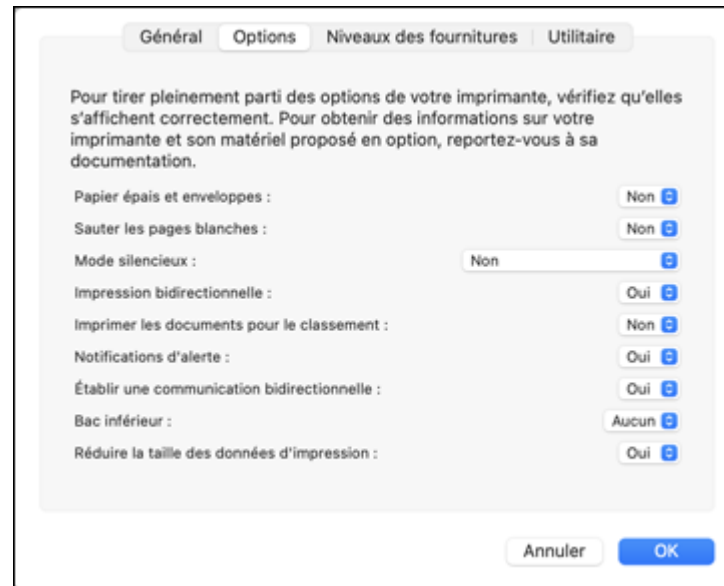 Général Options Niveaux des fournitures Utilitaire
Pour tirer pleinement parti des options de votre imprimante, vérifiez qu'elles
s'affichent correctement. Pour obtenir des informations sur votre
imprimante et son matériel proposé en option, reportez-vous à sa
documentation.
Papier épais et enveloppes : Non
Sauter les pages blanches : Non
Mode silencieux : Non
Impression bidirectionnelle : Oui
Imprimer les documents pour le classement : Non
Notifications d'alerte : Oui
Établir une communication bidirectionnelle : Oui
Bac inférieur : Aucun
Réduire la taille des données d'impression : Oui
Annuler OK